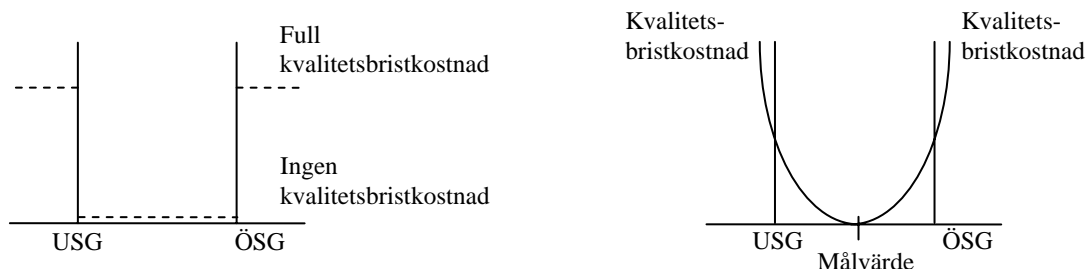 Full
kvalitetsbristkostnad
Ingen
kvalitetsbristkostnad
USG
ÖSG
Kvalitets-
bristkostnad
Kvalitets-
bristkostnad
USG
ÖSG
Målvärde